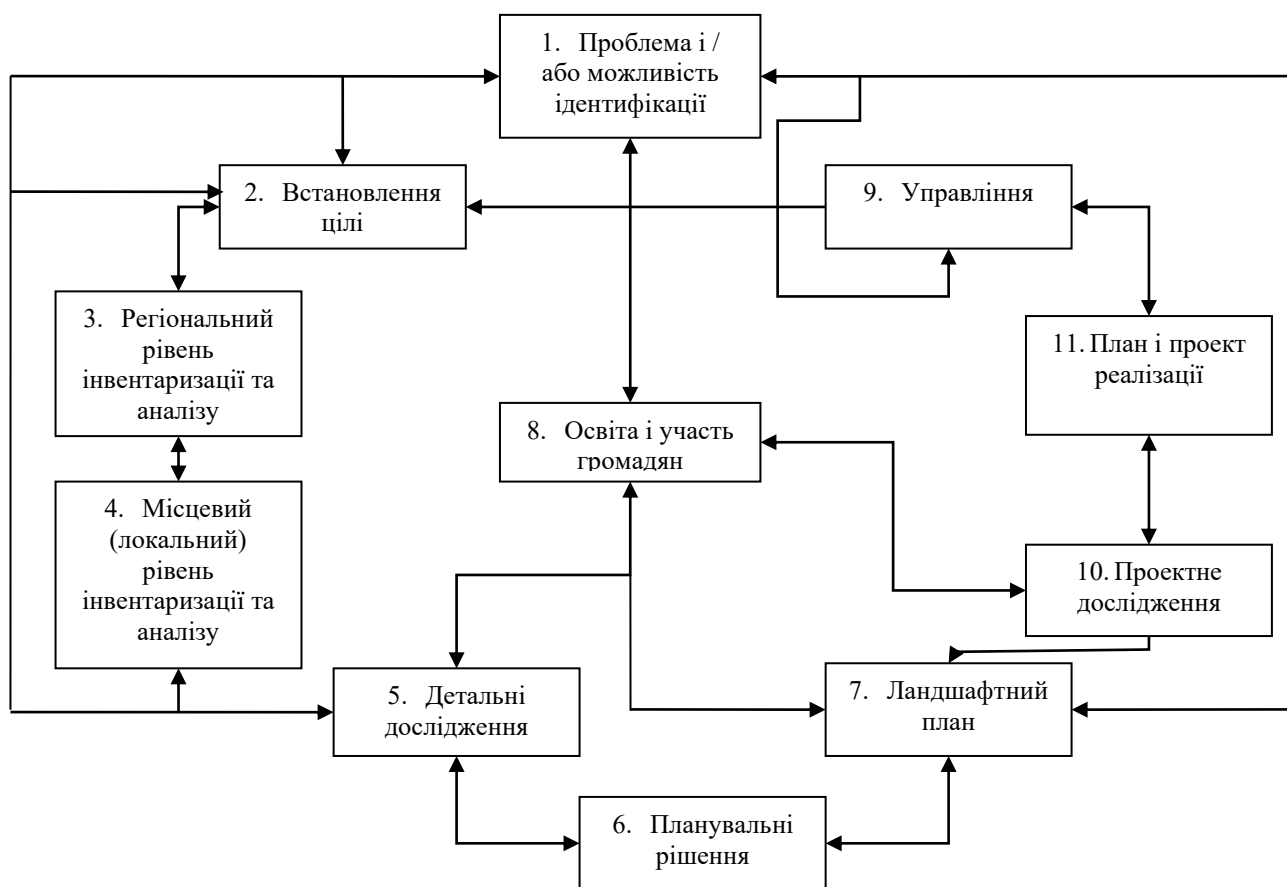 1. Проблема і /
або можливість
ідентифікації
2. Встановлення
цілі
9. Управління
3. Регіональний
рівень
інвентаризації та
аналізу
11. План і проект
реалізації
8. Освіта і участь
громадян
4. Місцевий
(локальний)
рівень
інвентаризації та
аналізу
10. Проектне
дослідження
5. Детальні
дослідження
7. Ландшафтний
план
6. Планувальні
рішення